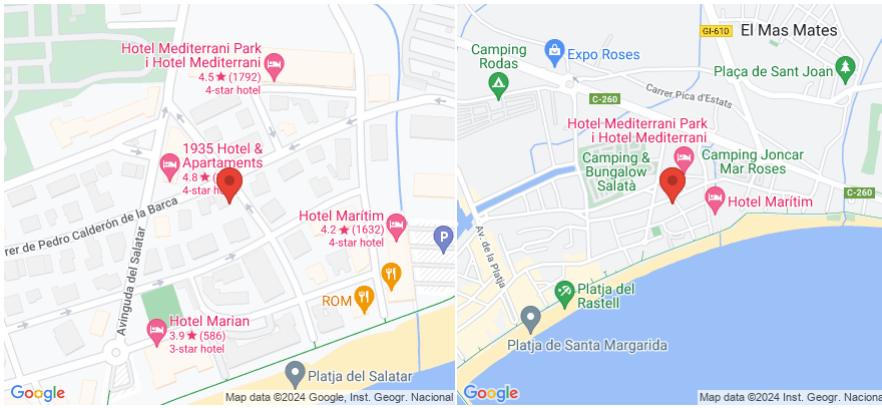 Hotel Mediterrani Park
i Hotel Mediterrani
4.5★(1792)
4-star hotel
1935 Hotel &
Apartaments
4.8★
4-star
rer de Pedro Calderón de la Barca
Avinguda del Salatar
Hotel Marítim
4.2★(1632)
4-star hotel
P
ROM
Hotel Marian
3.9★(586)
3-star hotel
Platja del Salatar
Google
Map data ©2024 Google, Inst. Geogr. Nacional
GI-610
El Mas Mates
Camping
Rodas
Expo Roses
Plaça de Sant Joan
C-260
Carrer Pica d'Estats
Hotel Mediterrani Park
i Hotel Mediterrani
Camping &
Bungalow
Salatà
Camping Joncar
Mar Roses
C-260
Hotel Marítim
Av. de la Platja
Platja del
Rastell
Platja de Santa Margarida
Google
Map data ©2024 Inst. Geogr. Nacional